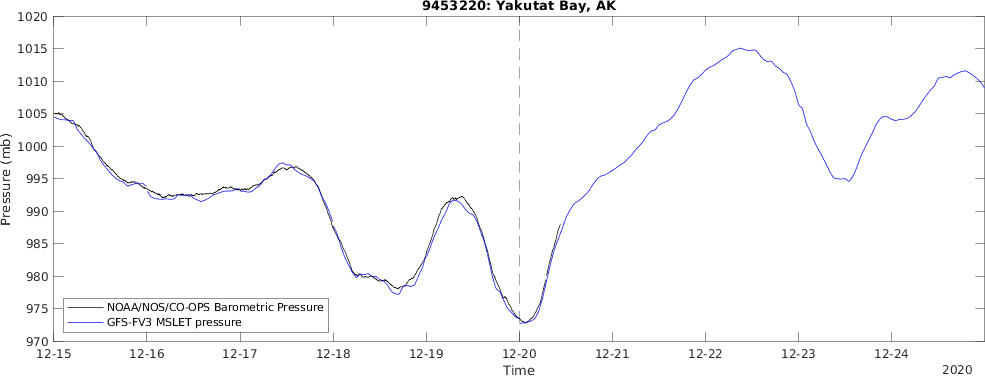 9453220: Yakutat Bay, AK
Pressure (mb)
1020
1015
1010
1005
1000
995
990
985
980
975
970
NOAA/NOS/CO-OPS Barometric Pressure
GFS-FV3 MSLET pressure
12-15 12-16 12-17 12-18 12-19 12-20 12-21 12-22 12-23 12-24
Time
2020